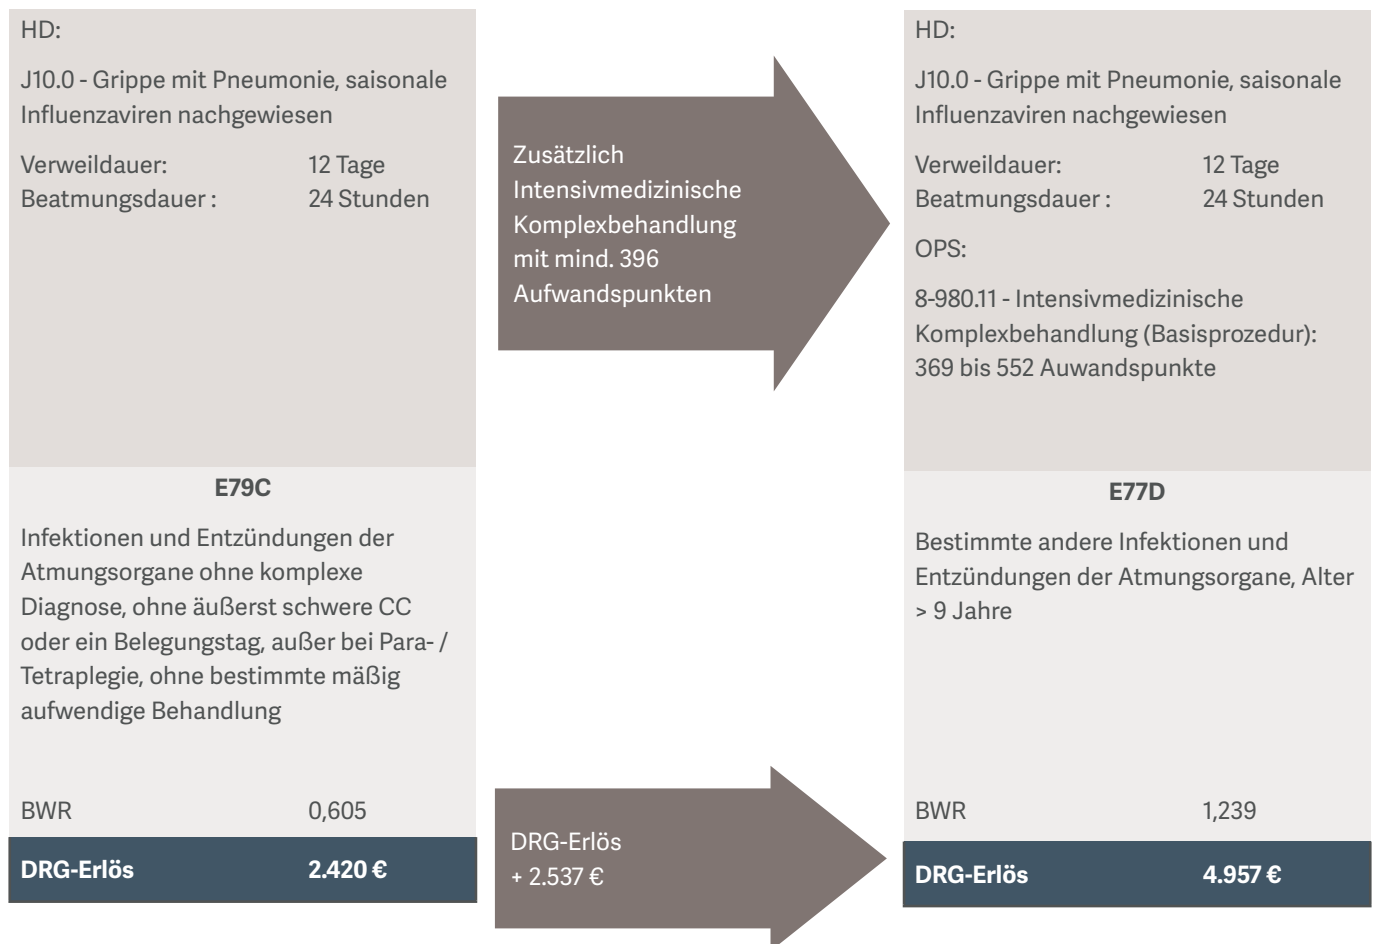 HD:
J10.0 - Grippe mit Pneumonie, saisonale
Influenzaviren nachgewiesen
Verweildauer: 12 Tage
Beatmungsdauer : 24 Stunden
E79C
Infektionen und Entzündungen der
Atmungsorgane ohne komplexe
Diagnose, ohne äußerst schwere CC
oder ein Belegungstag, außer bei Para- /
Tetraplegie, ohne bestimmte mäßig
aufwendige Behandlung
BWR 0,605
DRG-Erlös 2.420 €
Zusätzlich
Intensivmedizinische
Komplexbehandlung
mit mind. 396
Aufwandspunkten
DRG-Erlös
+ 2.537 €
HD:
J10.0 - Grippe mit Pneumonie, saisonale
Influenzaviren nachgewiesen
Verweildauer: 12 Tage
Beatmungsdauer : 24 Stunden
OPS:
8-980.11 - Intensivmedizinische
Komplexbehandlung (Basisprozedur):
369 bis 552 Auwandspunkte
E77D
Bestimmte andere Infektionen und
Entzündungen der Atmungsorgane, Alter
> 9 Jahre
BWR 1,239
DRG-Erlös 4.957 €